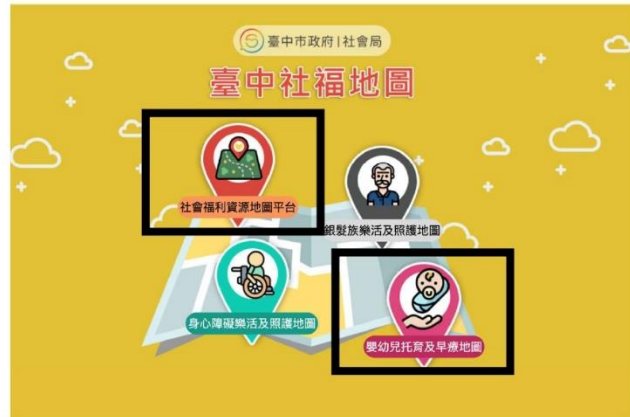 臺中市政府|社會局
臺中社福地圖
社會福利資源地圖平台
銀髮族樂活及照護地圖
身心障礙樂活及照護地圖
嬰幼兒托育及早療地圖